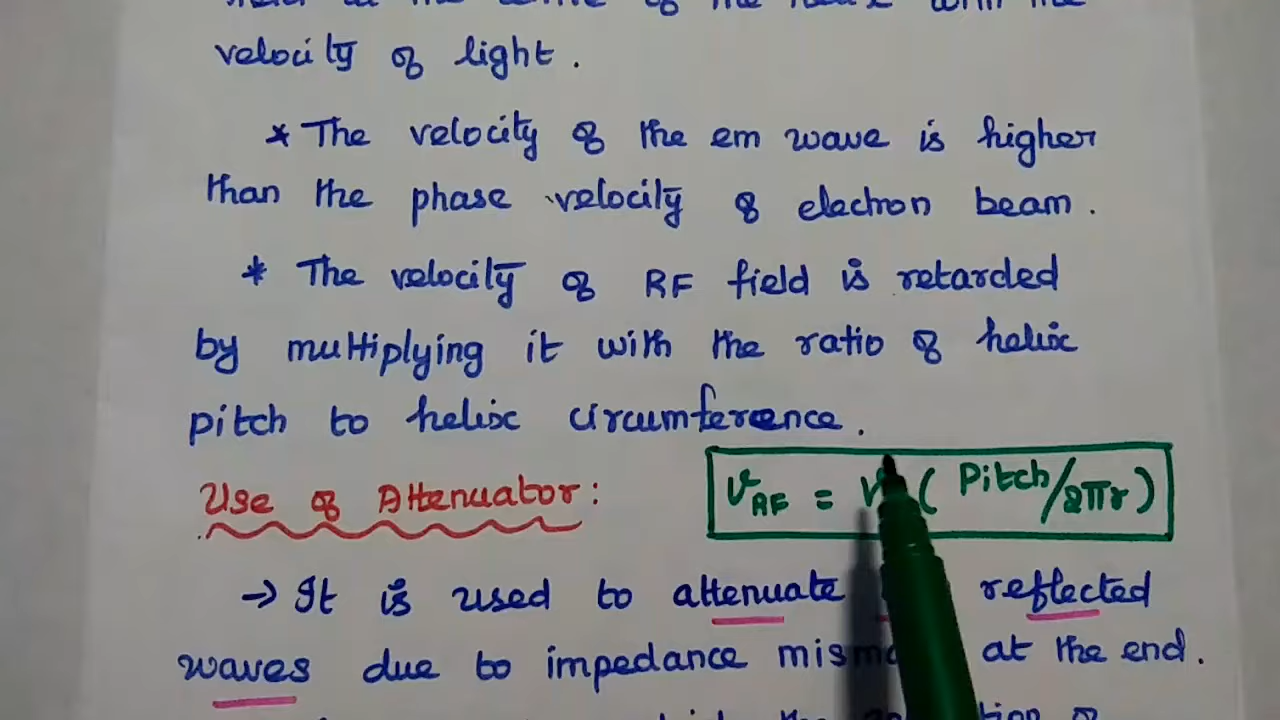 velocity of light.
* The velocity of the em wave is higher
than the phase velocity of electron beam.
* The velocity of RF field is retarded
by multiplying it with the ratio of helix
pitch to helix circumference.
V_RF = V ( Pitch/2πr )
Use of Attenuator:
→ It is used to attenuate reflected
waves due to impedance at the end.